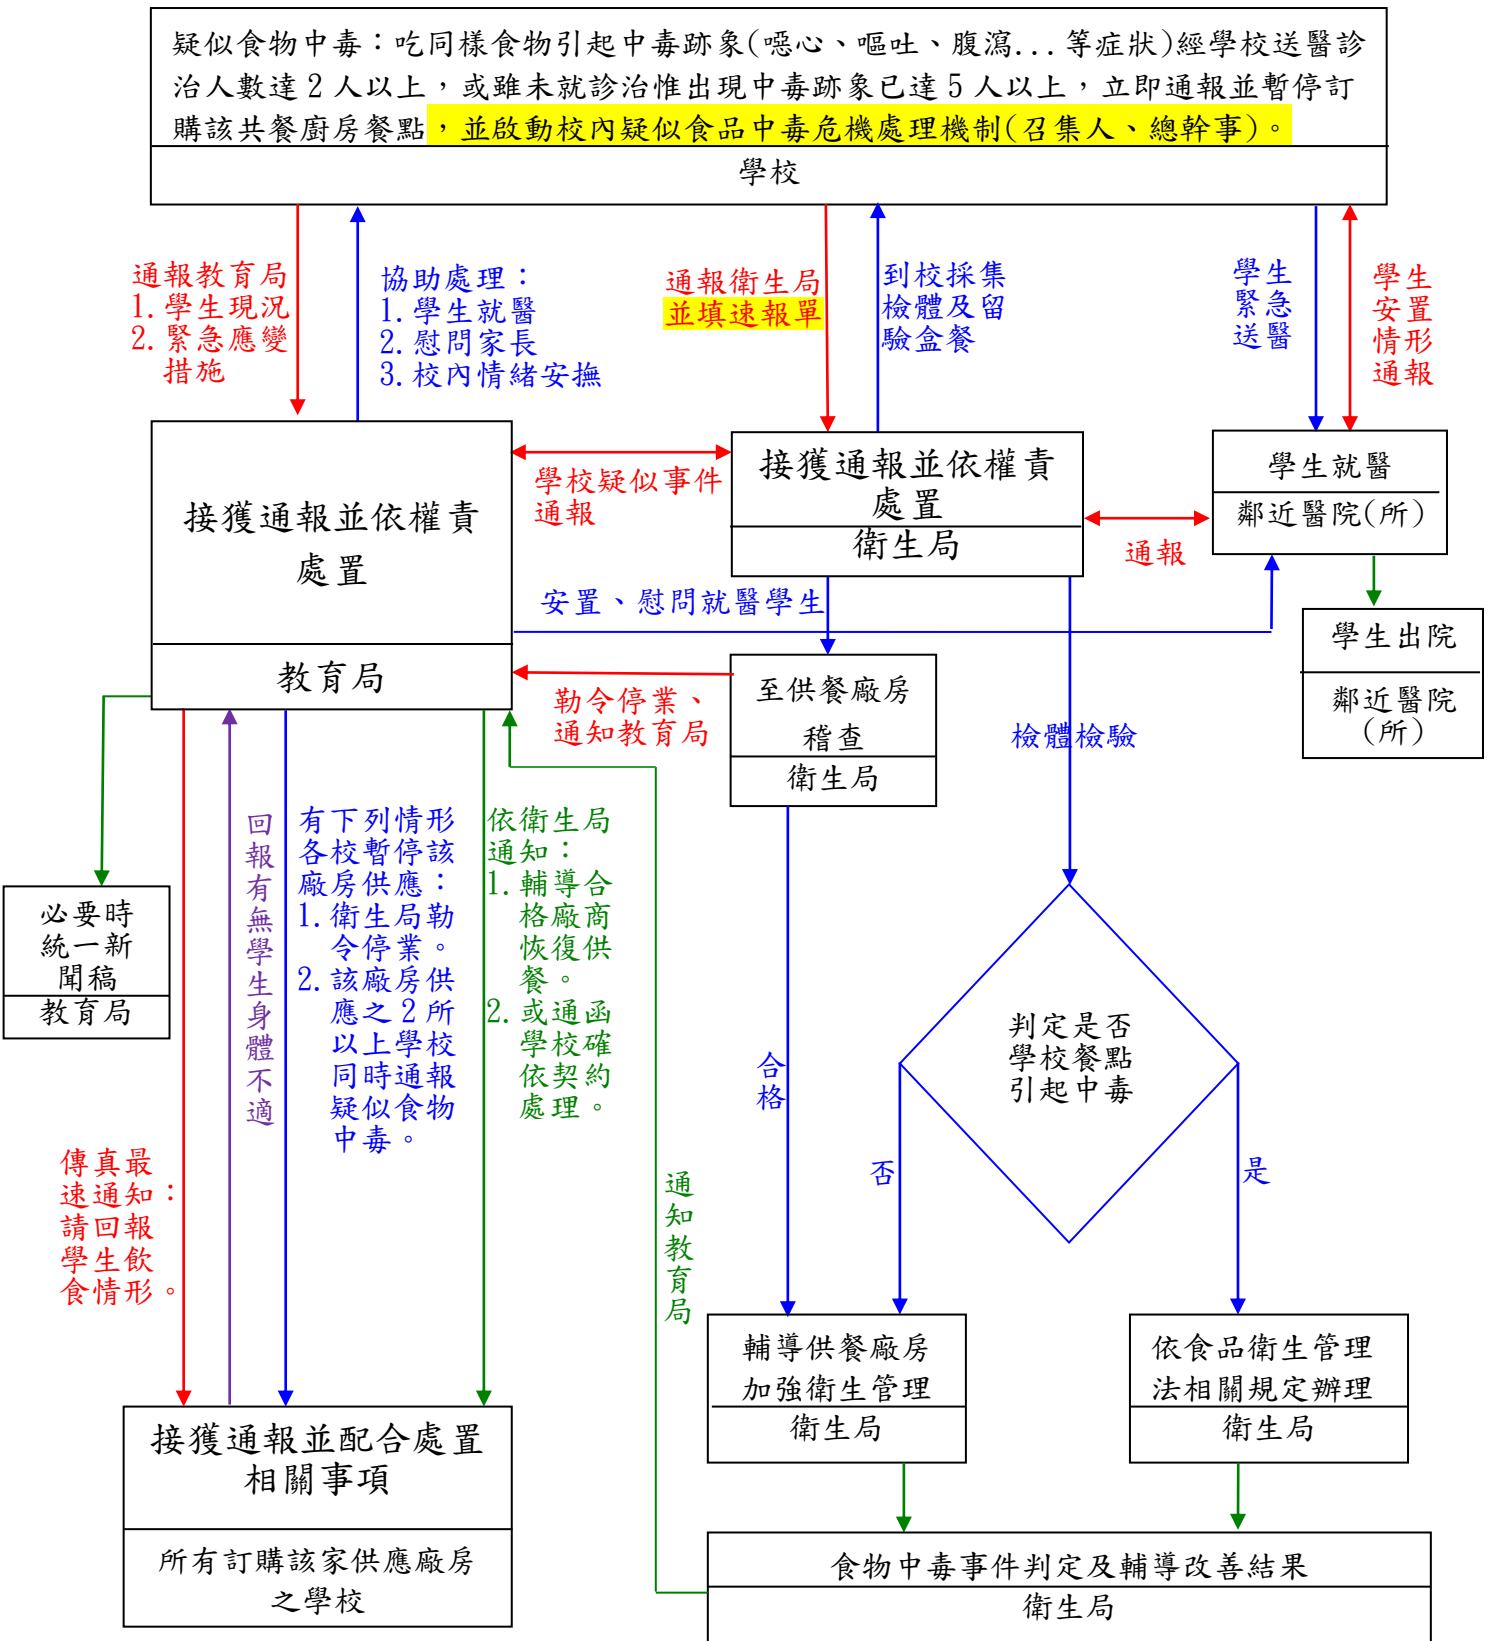 疑似食物中毒：吃同樣食物引起中毒跡象(噁心、嘔吐、腹瀉...等症狀)經學校送醫診
治人數達2人以上，或雖未就診治惟出現中毒跡象已達5人以上，立即通報並暫停訂
購該共餐廚房餐點，並啟動校內疑似食品中毒危機處理機制(召集人、總幹事)。
學校
通報教育局
1.學生現況
2.緊急應變
措施
協助處理：
1.學生就醫
2.慰問家長
3.校內情緒安撫
通報衛生局
並填速報單
到校採集
檢體及留
驗盒餐
學生
緊急
送醫
學生
安置
情形
通報
接獲通報並依權責
處置
教育局
學校疑似事件
通報
接獲通報並依權責
處置
衛生局
通報
學生就醫
鄰近醫院(所)
安置、慰問就醫學生
學生出院
鄰近醫院
(所)
勒令停業、
通知教育局
至供餐廠房
稽查
衛生局
檢體檢驗
必要時
統一新
聞稿
教育局
回報有無學生身體不適
有下列情形
各校暫停該
廠房供應：
1.衛生局勒
令停業。
2.該廠房供
應之2所
以上學校
同時通報
疑似食物
中毒。
依衛生局
通知：
1.輔導合
格廠商
恢復供
餐。
2.或通函
學校確
依契約
處理。
合格
判定是否
學校餐點
引起中毒
否
是
傳真最
速通知：
請回報
學生飲
食情形。
通知教育局
輔導供餐廠房
加強衛生管理
衛生局
依食品衛生管理
法相關規定辦理
衛生局
接獲通報並配合處置
相關事項
所有訂購該家供應廠房
之學校
食物中毒事件判定及輔導改善結果
衛生局